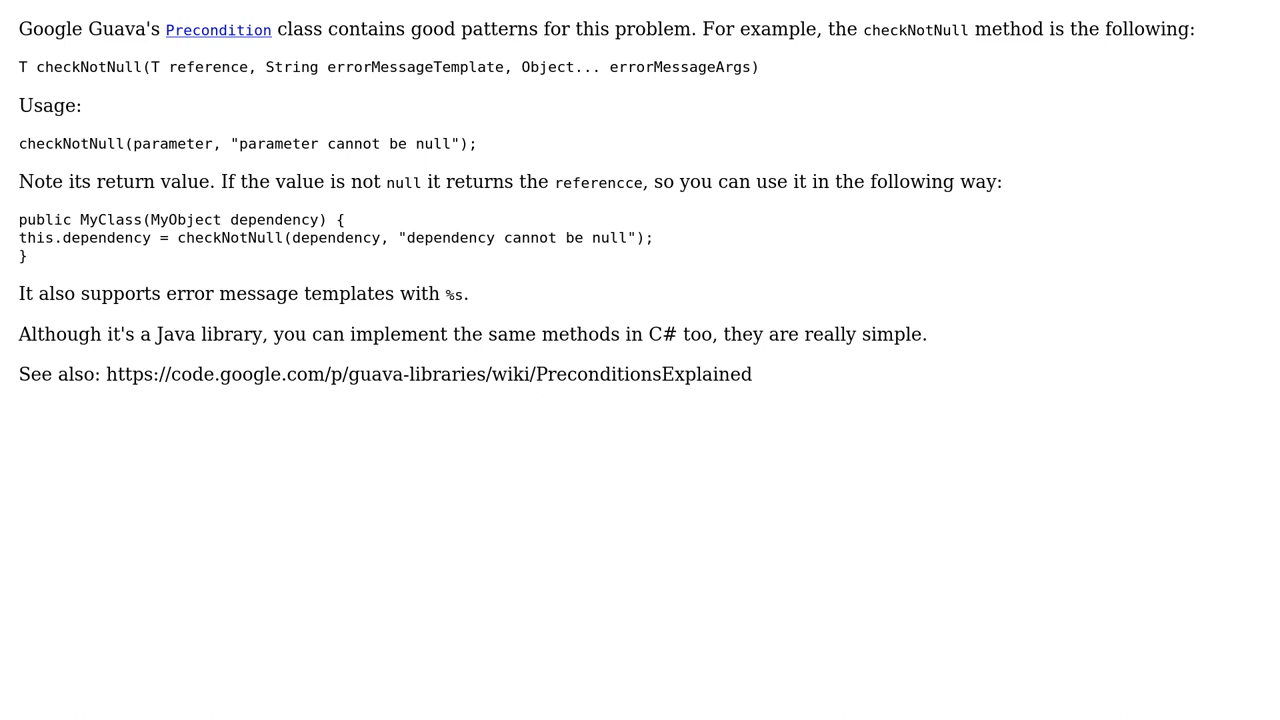 Google Guava's Precondition class contains good patterns for this problem. For example, the checkNotNull method is the following:
T checkNotNull(T reference, String errorMessageTemplate, Object... errorMessageArgs)
Usage:
checkNotNull(parameter, "parameter cannot be null");
Note its return value. If the value is not null it returns the referencce, so you can use it in the following way:
public MyClass(MyObject dependency) {
this.dependency = checkNotNull(dependency, "dependency cannot be null");
}
It also supports error message templates with %s.
Although it's a Java library, you can implement the same methods in C# too, they are really simple.
See also: https://code.google.com/p/guava-libraries/wiki/PreconditionsExplained